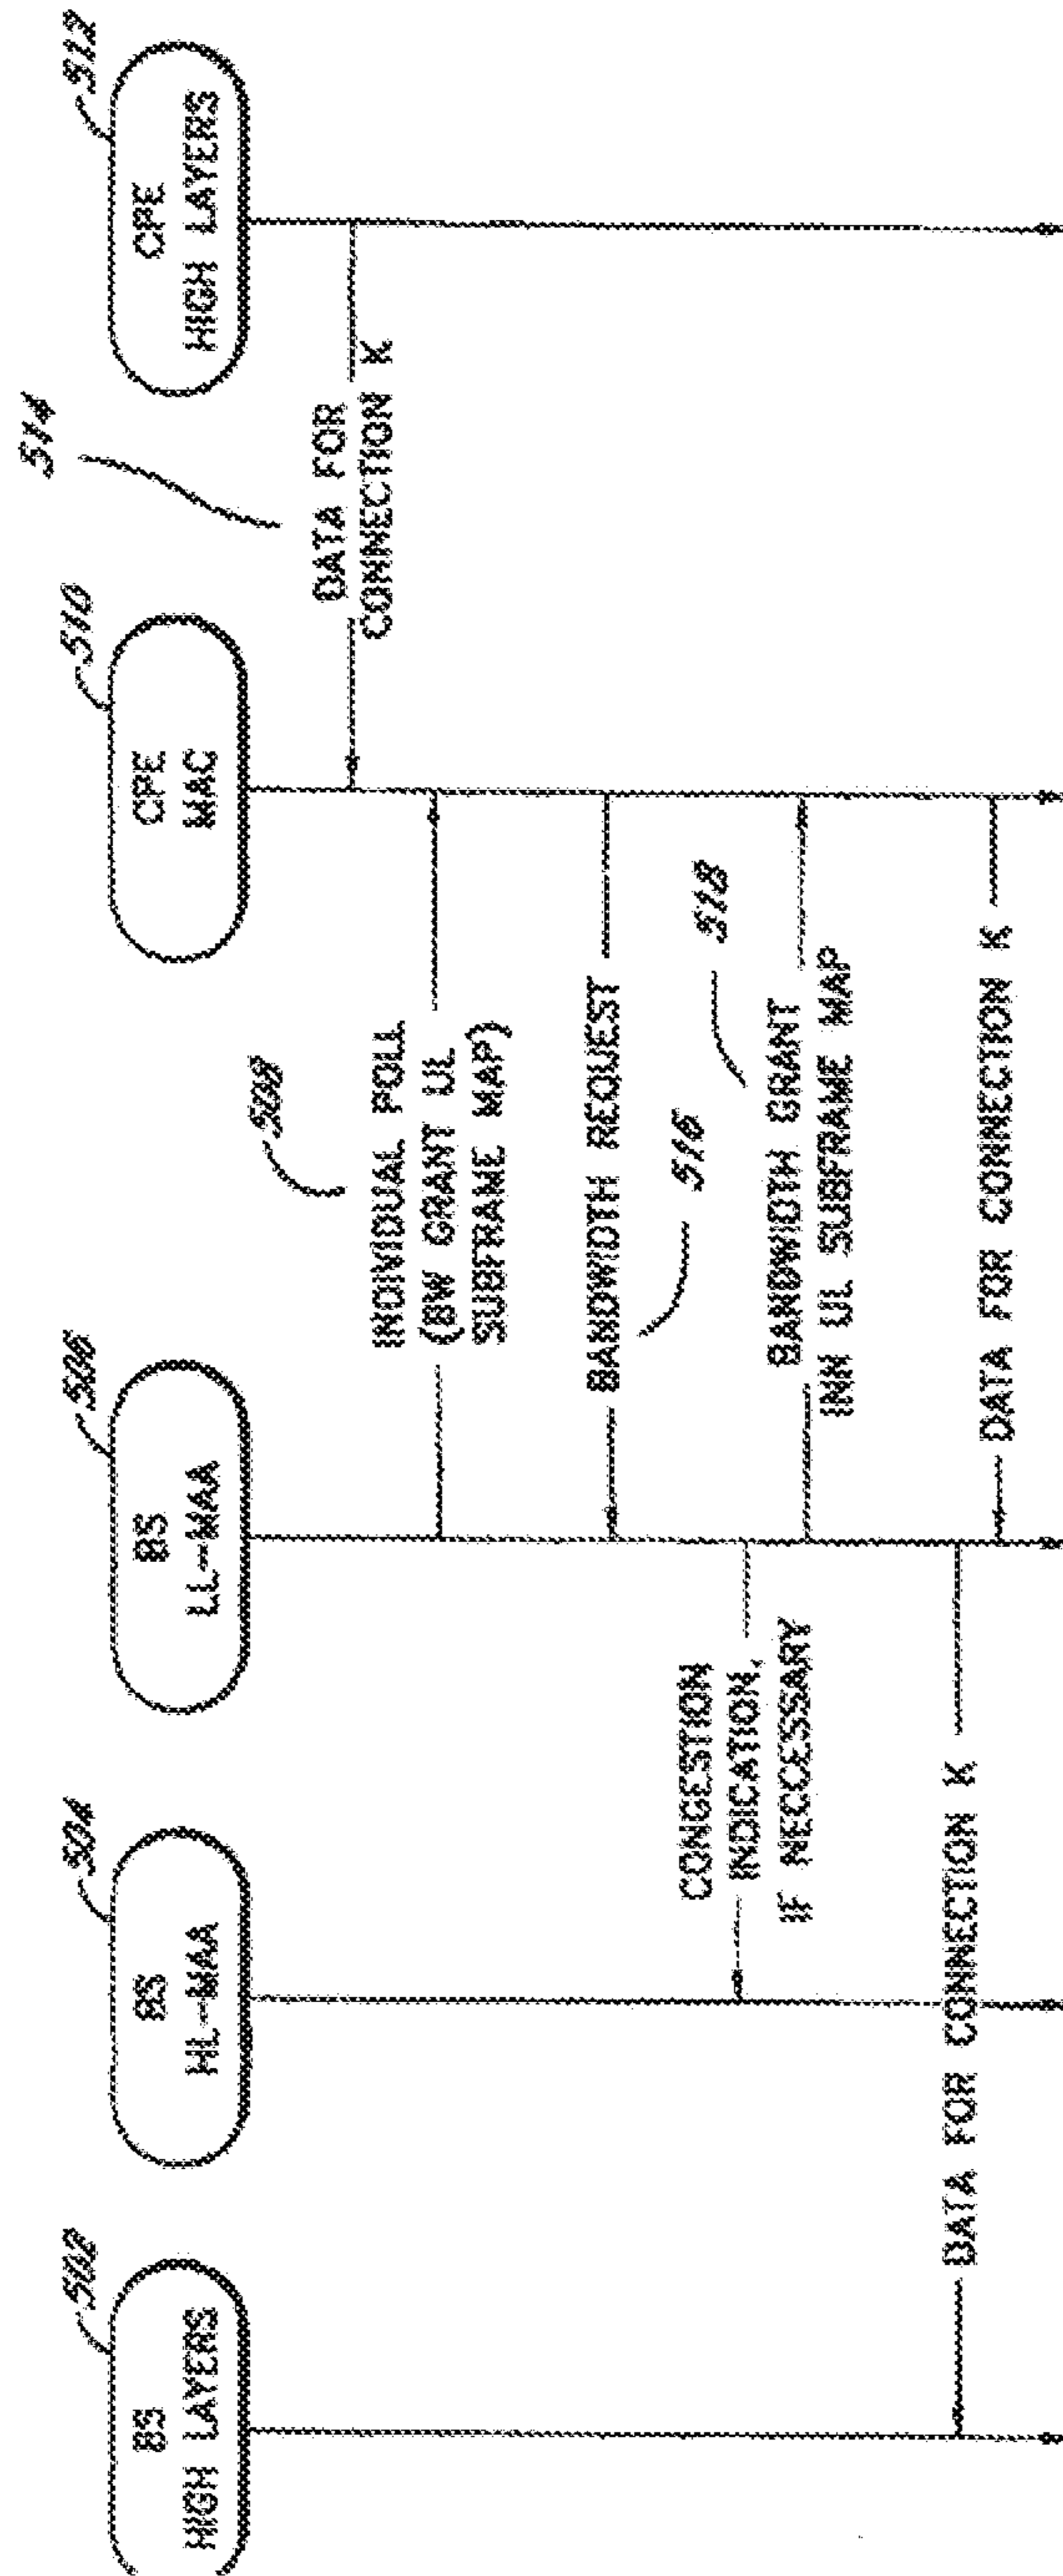 502
BS
HIGH LAYERS
504
BS
HL-MAA
506
BS
LL-MAA
510
CPE
MAC
512
CPE
HIGH LAYERS
514
DATA FOR
CONNECTION K
508
INDIVIDUAL POLL
(BW GRANT UL
SUBFRAME MAP)
BANDWIDTH REQUEST
516
518
CONGESTION
INDICATION,
IF NECCESSARY
BANDWIDTH GRANT
INN UL SUBFRAME MAP
DATA FOR CONNECTION K
DATA FOR CONNECTION K